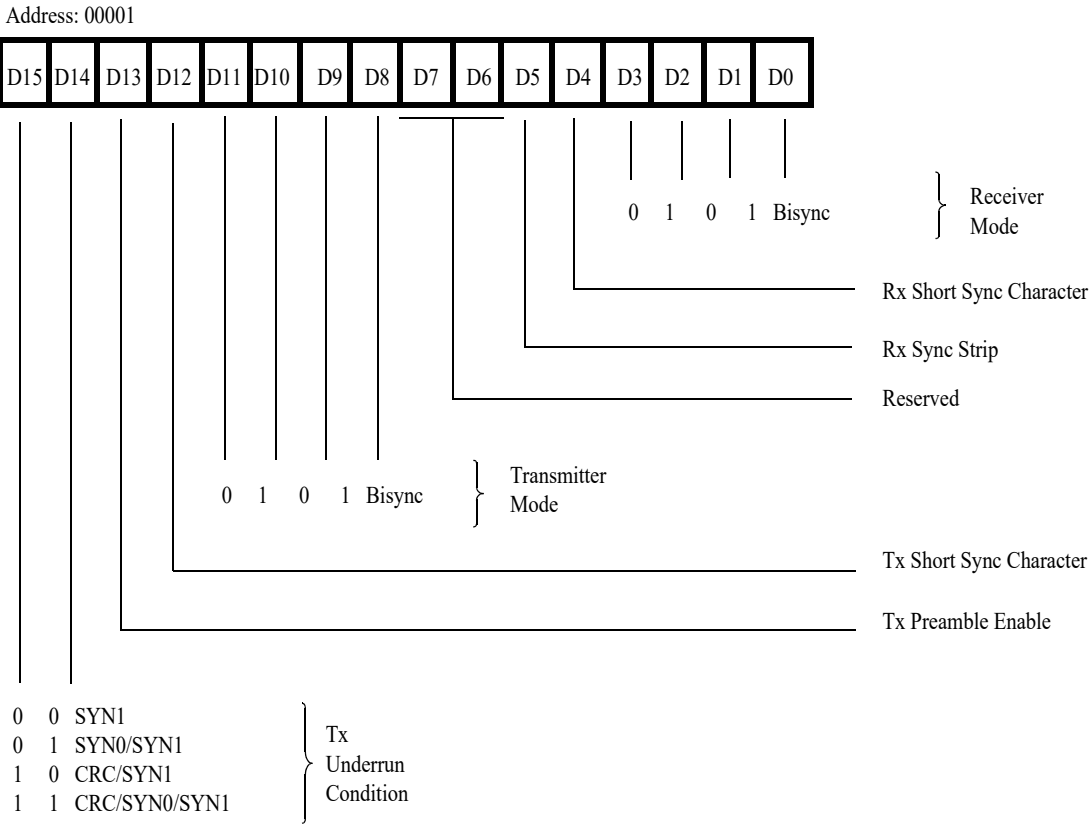 Address: 00001
D15 D14 D13 D12 D11 D10 D9 D8 D7 D6 D5 D4 D3 D2 D1 D0
0 1 0 1 Bisync
Receiver
Mode
Rx Short Sync Character
Rx Sync Strip
Reserved
0 1 0 1 Bisync
Transmitter
Mode
Tx Short Sync Character
Tx Preamble Enable
0 0 SYN1
0 1 SYN0/SYN1
1 0 CRC/SYN1
1 1 CRC/SYN0/SYN1
Tx
Underrun
Condition